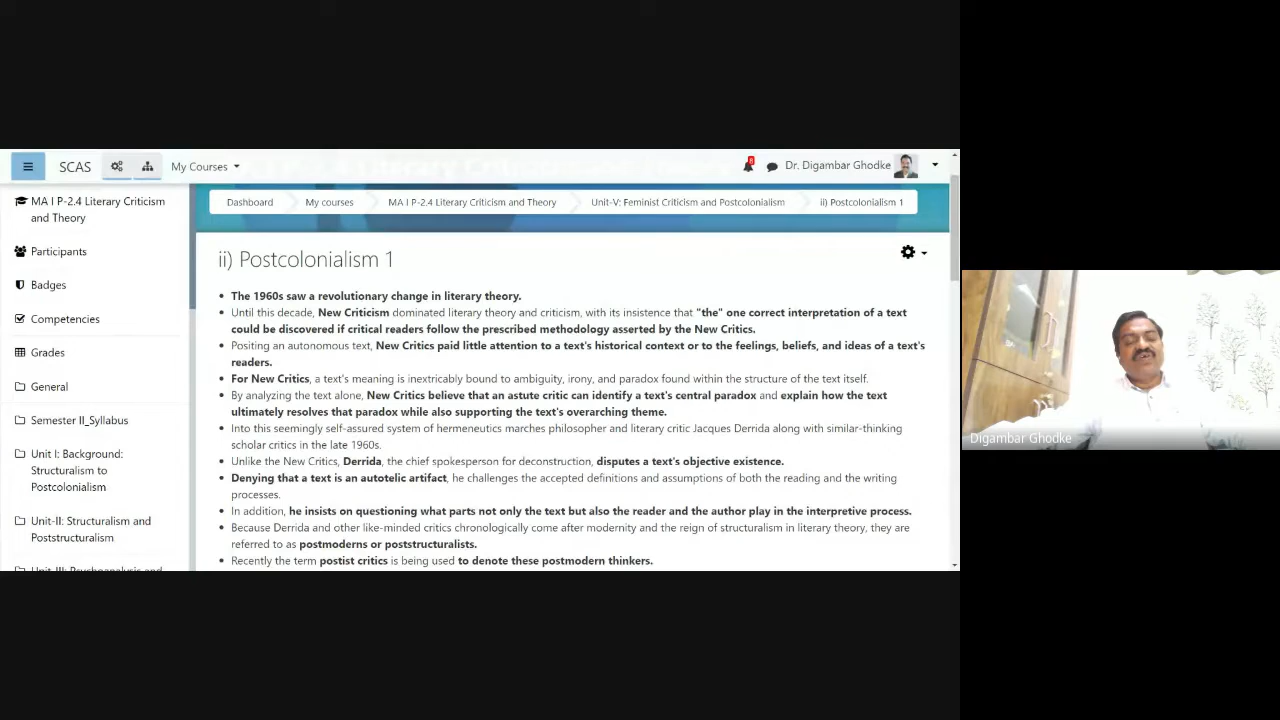 SCAS
My Courses
8
Dr. Digambar Ghodke
MA I P-2.4 Literary Criticism
and Theory
Participants
Badges
Competencies
Grades
General
Semester II_Syllabus
Unit I: Background:
Structuralism to
Postcolonialism
Unit-II: Structuralism and
Poststructuralism
Unit-III: Psychoanalysis and
Dashboard
My courses
MA I P-2.4 Literary Criticism and Theory
Unit-V: Feminist Criticism and Postcolonialism
ii) Postcolonialism 1
ii) Postcolonialism 1
The 1960s saw a revolutionary change in literary theory.
Until this decade, New Criticism dominated literary theory and criticism, with its insistence that "the" one correct interpretation of a text
could be discovered if critical readers follow the prescribed methodology asserted by the New Critics.
Positing an autonomous text, New Critics paid little attention to a text's historical context or to the feelings, beliefs, and ideas of a text's
readers.
For New Critics, a text's meaning is inextricably bound to ambiguity, irony, and paradox found within the structure of the text itself.
By analyzing the text alone, New Critics believe that an astute critic can identify a text's central paradox and explain how the text
ultimately resolves that paradox while also supporting the text's overarching theme.
Into this seemingly self-assured system of hermeneutics marches philosopher and literary critic Jacques Derrida along with similar-thinking
scholar critics in the late 1960s.
Unlike the New Critics, Derrida, the chief spokesperson for deconstruction, disputes a text's objective existence.
Denying that a text is an autotelic artifact, he challenges the accepted definitions and assumptions of both the reading and the writing
processes.
In addition, he insists on questioning what parts not only the text but also the reader and the author play in the interpretive process.
Because Derrida and other like-minded critics chronologically come after modernity and the reign of structuralism in literary theory, they are
referred to as postmoderns or poststructuralists.
Recently the term postist critics is being used to denote these postmodern thinkers.
Digambar Ghodke